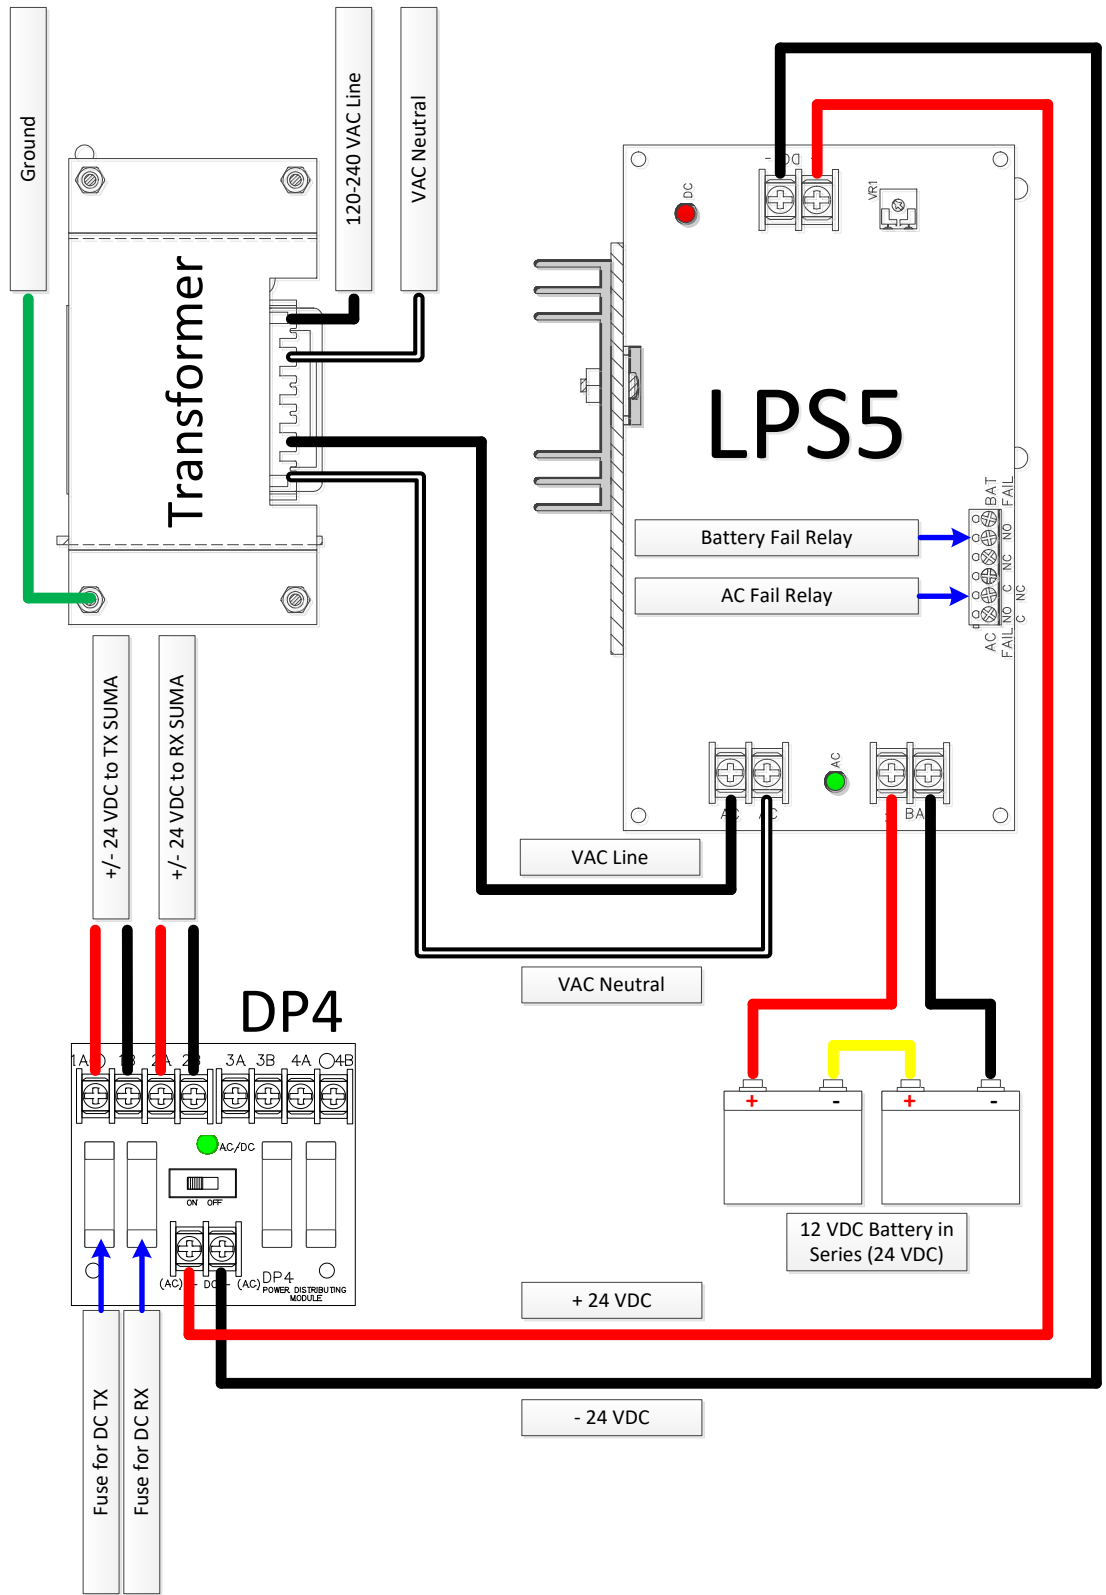 Ground
120-240 VAC Line
VAC Neutral
Transformer
- DC
DC
VR1
LPS5
BAT FAIL
NO
NC
C
Battery Fail Relay
AC Fail Relay
NC
C
NO
AC FAIL
AC
AC
AC
BA
VAC Line
VAC Neutral
+/- 24 VDC to TX SUMA
+/- 24 VDC to RX SUMA
DP4
1A
1B
2A
2B
3A
3B
4A
4B
AC/DC
ON OFF
(AC) DC - (AC)
DP4
POWER DISTRIBUTING
MODULE
+ - + -
12 VDC Battery in
Series (24 VDC)
+ 24 VDC
- 24 VDC
Fuse for DC TX
Fuse for DC RX